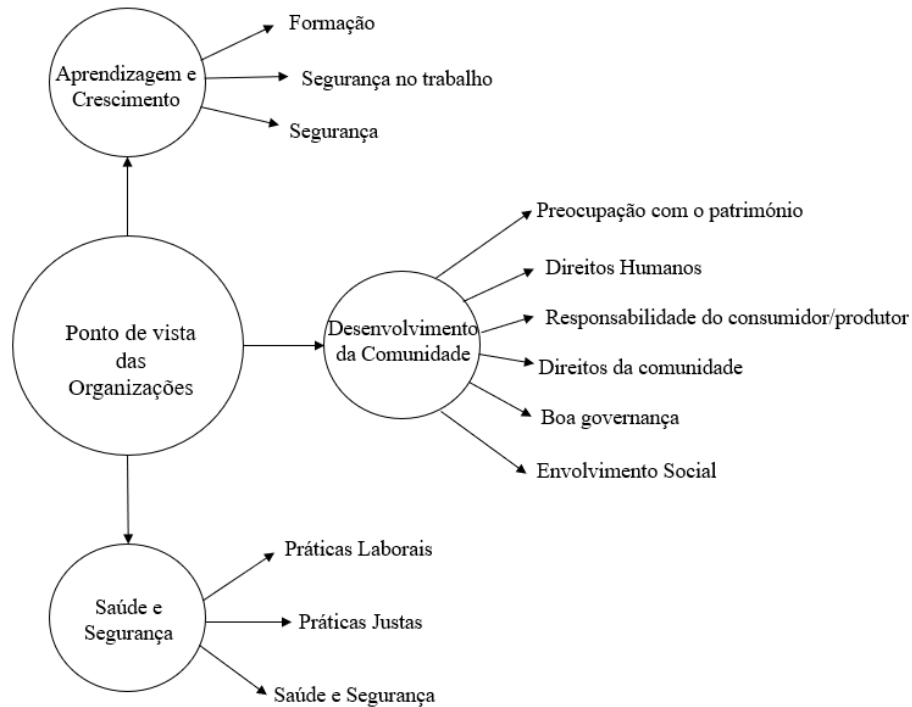 Formação
Aprendizagem e
Crescimento
Segurança no trabalho
Segurança
Ponto de vista
das
Organizações
Desenvolvimento
da Comunidade
Preocupação com o património
Direitos Humanos
Responsabilidade do consumidor/produtor
Direitos da comunidade
Boa governança
Envolvimento Social
Saúde e
Segurança
Práticas Laborais
Práticas Justas
Saúde e Segurança